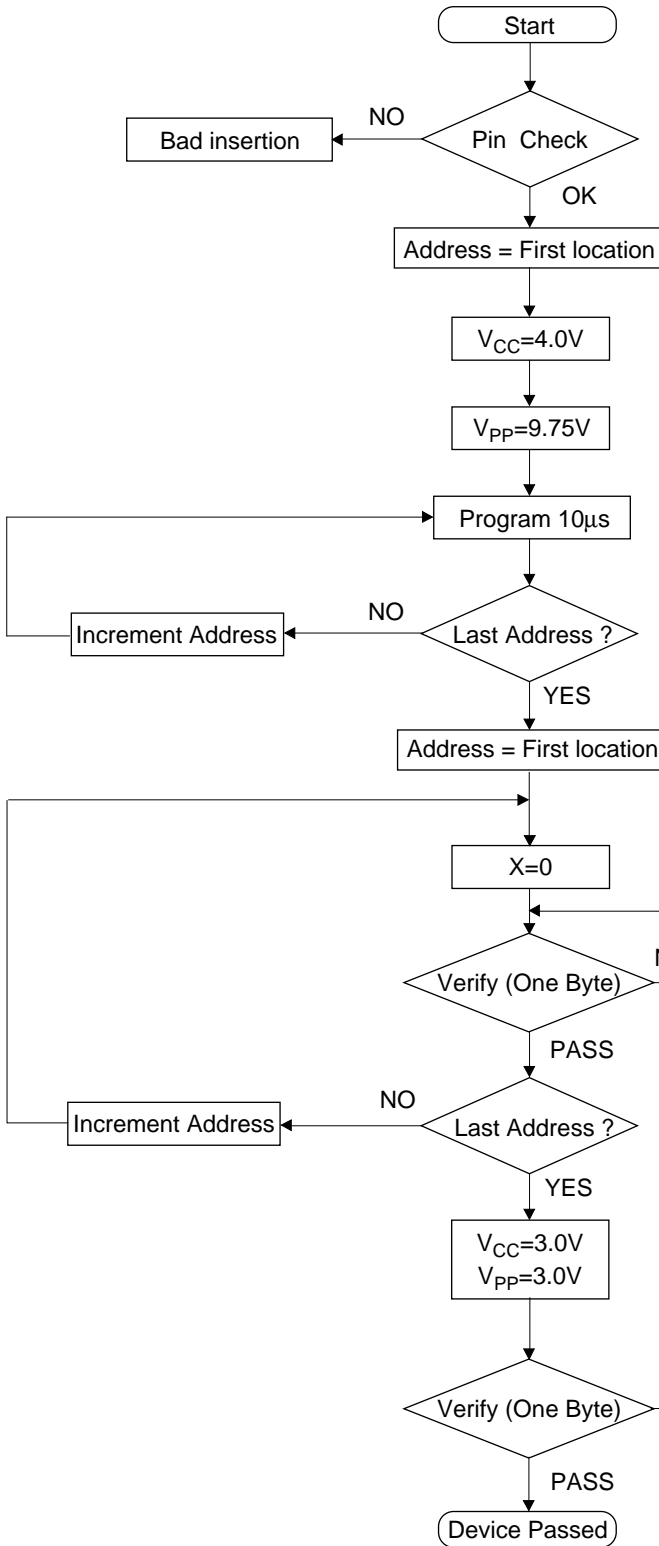 Start
NO
Pin Check
Bad insertion
OK
Address = First location
VCC=4.0V
VPP=9.75V
Program 10μs
NO
Increment Address
Last Address ?
YES
Address = First location
X=0
Verify (One Byte)
PASS
NO
Increment Address
Last Address ?
YES
VCC=3.0V
VPP=3.0V
Verify (One Byte)
PASS
Device Passed